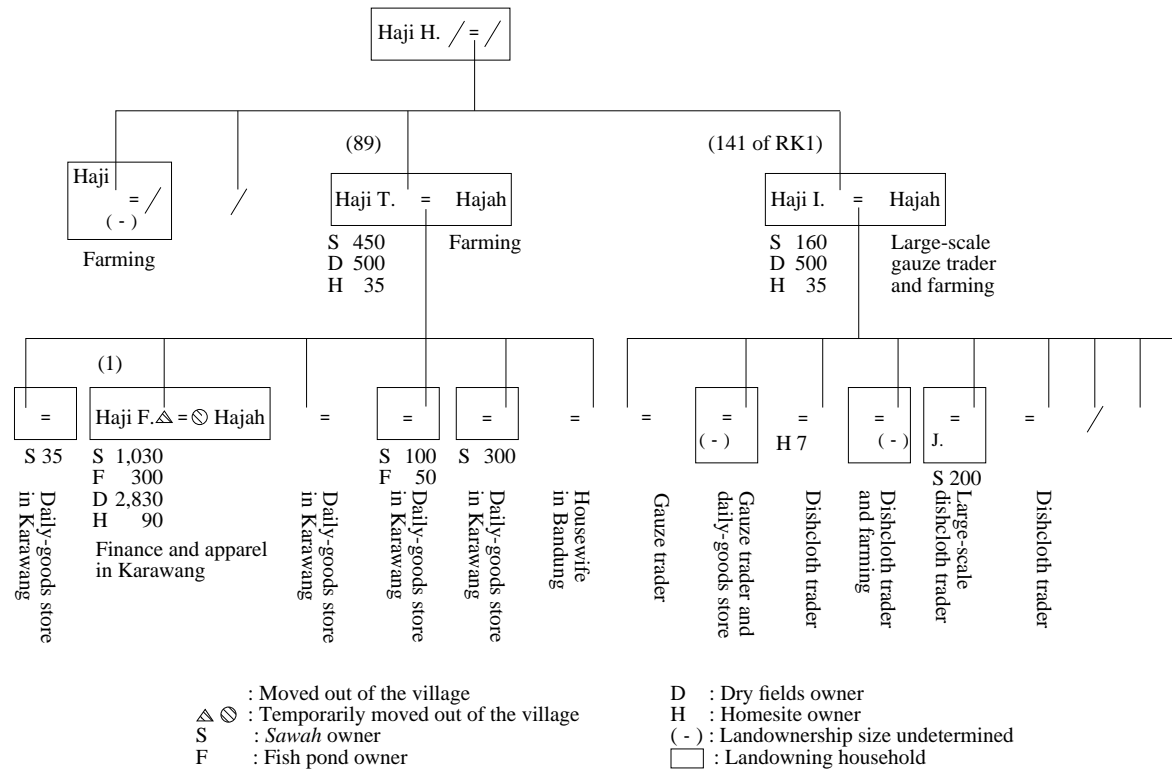 Haji H. / = /
(89)
(141 of RK1)
Haji
= /
( - )
Farming
/
Haji T. = Hajah
S 450
D 500
H 35
Farming
Haji I. = Hajah
S 160
D 500
H 35
Large-scale
gauze trader
and farming
(1)
=
S 35
Daily-goods store
in Karawang
Haji F. = Hajah
S 1,030
F 300
D 2,830
H 90
Finance and apparel
in Karawang
=
Daily-goods store
in Karawang
=
S 100
F 50
Daily-goods store
in Karawang
=
S 300
Daily-goods store
in Karawang
=
Housewife
in Bandung
=
Gauze trader
=
( - )
Gauze trader and
daily-goods store
=
H 7
Dishcloth trader
=
( - )
Dishcloth trader
and farming
=
J.
S 200
Large-scale
dishcloth trader
=
Dishcloth trader
/
: Moved out of the village
: Temporarily moved out of the village
S : Sawah owner
F : Fish pond owner
D : Dry fields owner
H : Homesite owner
( - ) : Landownership size undetermined
: Landowning household